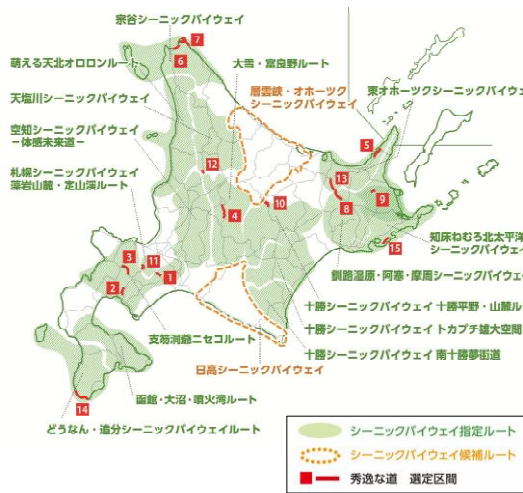 宗谷シーニックバイウェイ
7
萌える天北オロロンルート
6
大雪・富良野ルート
天塩川シーニックバイウェイ
層雲峡・オホーツク
シーニックバイウェイ
東オホーツクシーニックバイウェイ
空知シーニックバイウェイ
－体感未来道－
5
札幌シーニックバイウェイ
藻岩山麓・定山渓ルート
12
13
4
10
8
9
知床ねむろ北太平洋
シーニックバイウェイ
15
3
11
1
2
釧路湿原・阿寒・摩周シーニックバイウェイ
十勝シーニックバイウェイ 十勝平野・山麓ル
十勝シーニックバイウェイ トカプチ雄大空間
十勝シーニックバイウェイ 南十勝夢街道
支笏洞爺ニセコルート
日高シーニックバイウェイ
函館・大沼・噴火湾ルート
14
どうなん・追分シーニックバイウェイルート
シーニックバイウェイ指定ルート
シーニックバイウェイ候補ルート
秀逸な道 選定区間